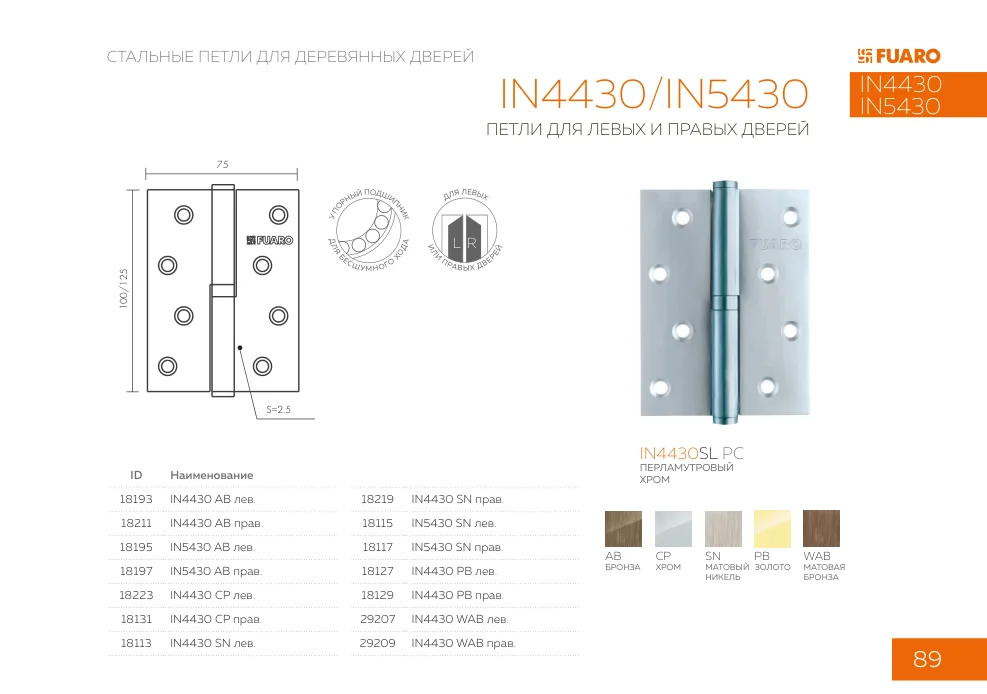 СТАЛЬНЫЕ ПЕТЛИ ДЛЯ ДЕРЕВЯННЫХ ДВЕРЕЙ
FUARO
IN4430
IN5430
IN4430/IN5430
ПЕТЛИ ДЛЯ ЛЕВЫХ И ПРАВЫХ ДВЕРЕЙ
75
100/125
FUARO
S=2.5
УПОРНЫЙ ПОДШИПНИК
ДЛЯ БЕСШУМНОГО ХОДА
ДЛЯ ЛЕВЫХ
L R
ИЛИ ПРАВЫХ ДВЕРЕЙ
FUARO
IN4430SL PC
ПЕРЛАМУТРОВЫЙ
ХРОМ
ID Наименование
18193 IN4430 AB лев.
18211 IN4430 AB прав.
18195 IN5430 AB лев.
18197 IN5430 AB прав.
18223 IN4430 CP лев.
18131 IN4430 CP прав.
18113 IN4430 SN лев.
18219 IN4430 SN прав.
18115 IN5430 SN лев.
18117 IN5430 SN прав.
18127 IN4430 PB лев.
18129 IN4430 PB прав.
29207 IN4430 WAB лев.
29209 IN4430 WAB прав.
AB
БРОНЗА
CP
ХРОМ
SN
МАТОВЫЙ
НИКЕЛЬ
PB
ЗОЛОТО
WAB
МАТОВАЯ
БРОНЗА
89